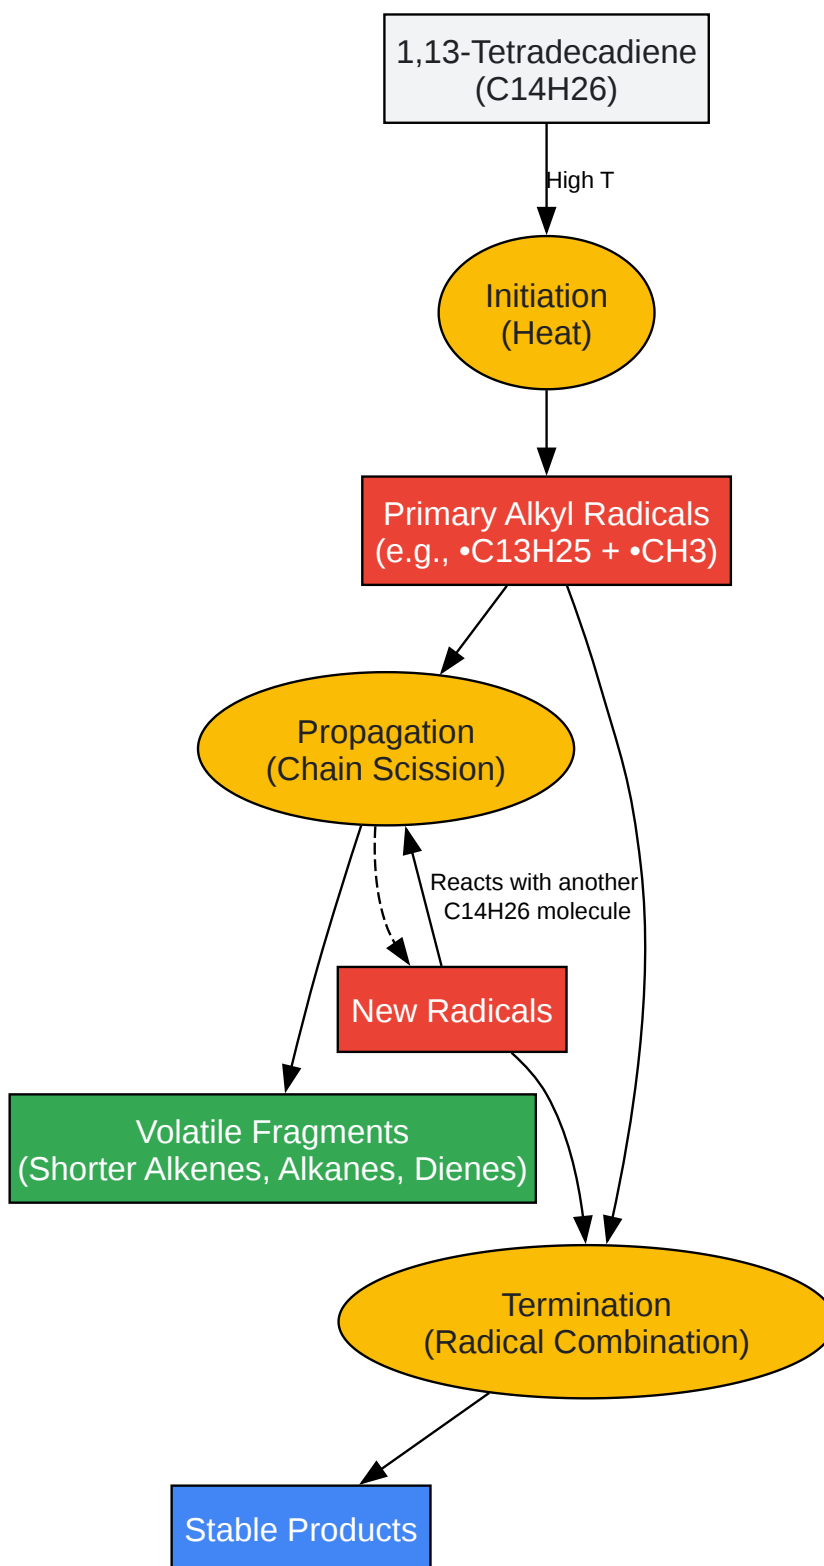 1,13-Tetradecadiene
(C14H26)
High T
Initiation
(Heat)
Primary Alkyl Radicals
(e.g., •C13H25 + •CH3)
Propagation
(Chain Scission)
Reacts with another
C14H26 molecule
New Radicals
Volatile Fragments
(Shorter Alkenes, Alkanes, Dienes)
Termination
(Radical Combination)
Stable Products